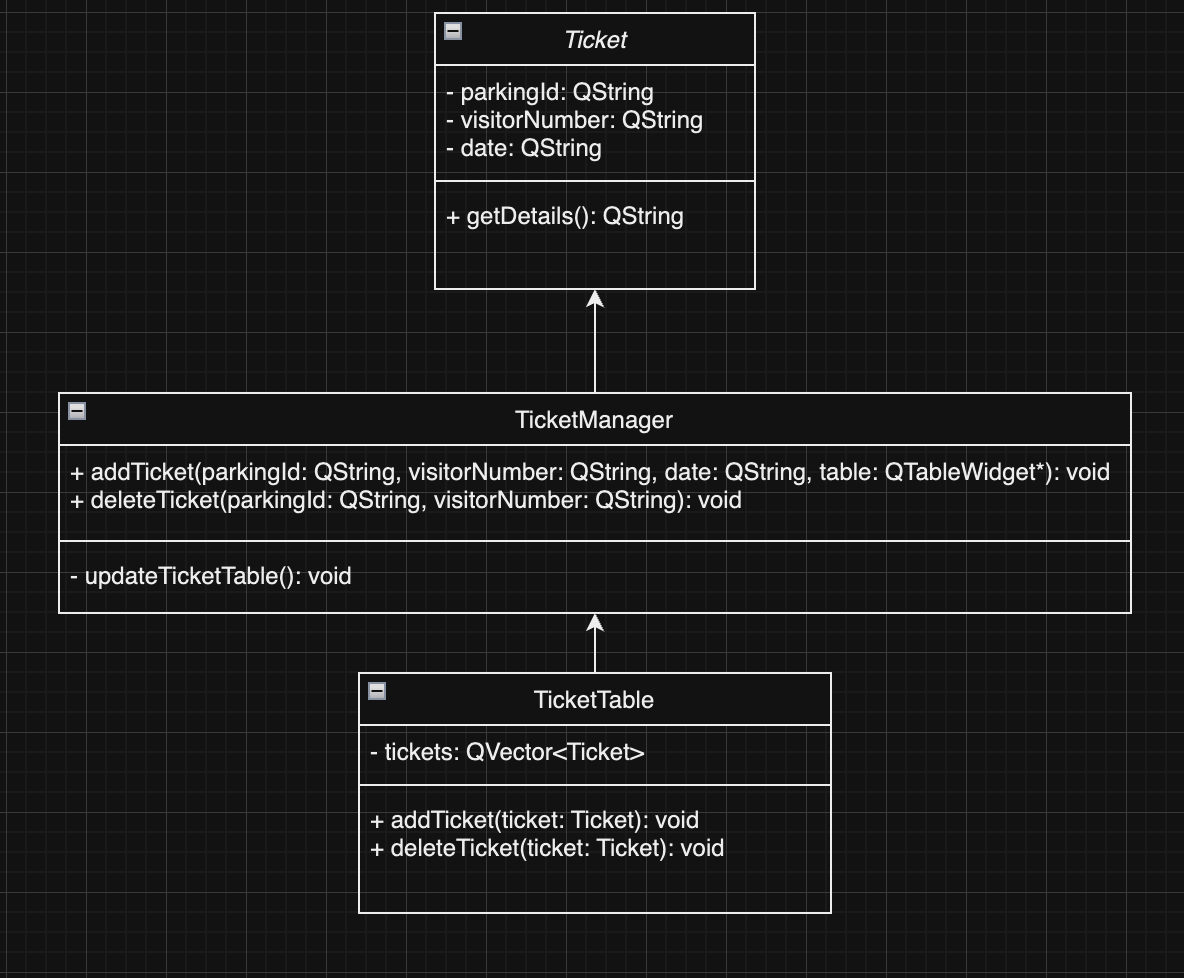 Ticket
- parkingId: QString
- visitorNumber: QString
- date: QString
+ getDetails(): QString
TicketManager
+ addTicket(parkingId: QString, visitorNumber: QString, date: QString, table: QTableWidget*): void
+ deleteTicket(parkingId: QString, visitorNumber: QString): void
- updateTicketTable(): void
TicketTable
- tickets: QVector<Ticket>
+ addTicket(ticket: Ticket): void
+ deleteTicket(ticket: Ticket): void